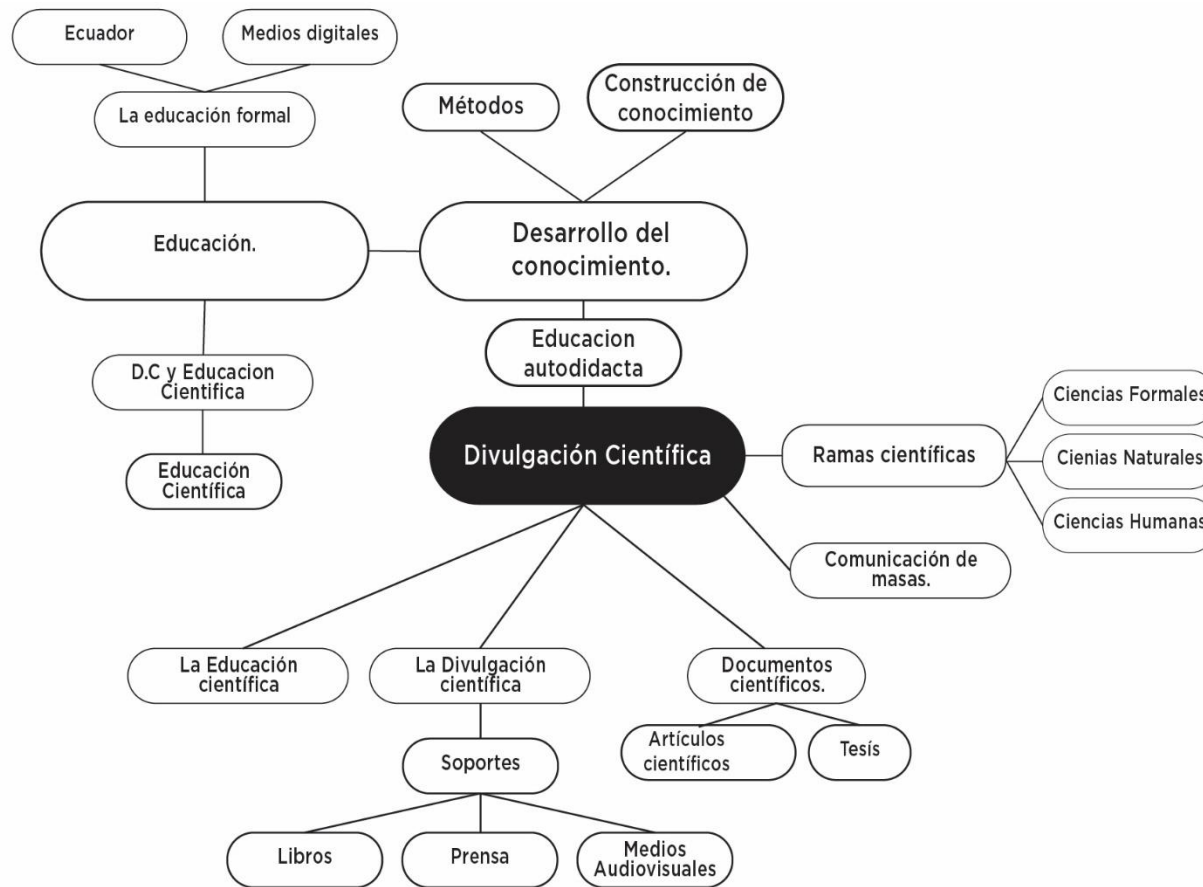 Ecuador
Medios digitales
La educación formal
Métodos
Construcción de
conocimiento
Educación.
Desarrollo del
conocimiento.
Educacion
autodidacta
D.C y Educacion
Cientifica
Educación
Científica
Divulgación Científica
Ramas científicas
Ciencias Formales
Cienias Naturales
Ciencias Humanas
Comunicación de
masas.
La Educación
científica
La Divulgación
científica
Documentos
científicos.
Soportes
Artículos
científicos
Tesís
Libros
Prensa
Medios
Audiovisuales